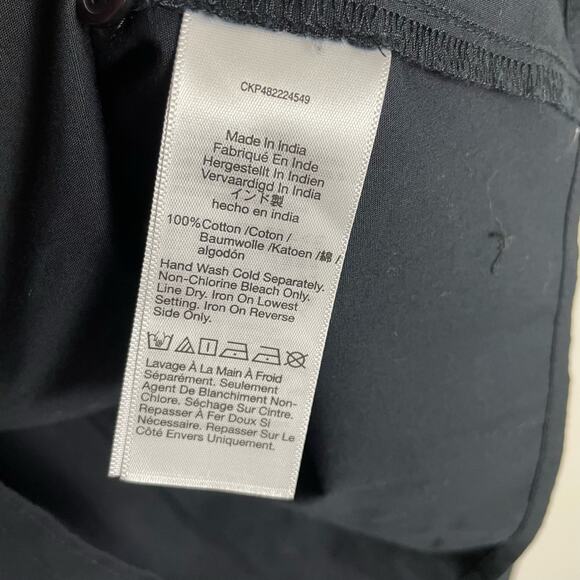 CKP482224549
Made In India
Fabriqué En Inde
Hergestellt In Indien
Vervaardigd In India
インド製
hecho en india
100%Cotton /Coton /
Baumwolle /Katoen /綿 /
algodón
Hand Wash Cold Separately.
Non-Chlorine Bleach Only.
Line Dry. Iron On Lowest
Setting. Iron On Reverse
Side Only.
Lavage À La Main À Froid
Séparément. Seulement
Agent De Blanchiment Non-
Chlore. Séchage Sur Cintre.
Repasser À Fer Doux Si
Nécessaire. Repasser Sur Le
Côté Envers Uniquement.